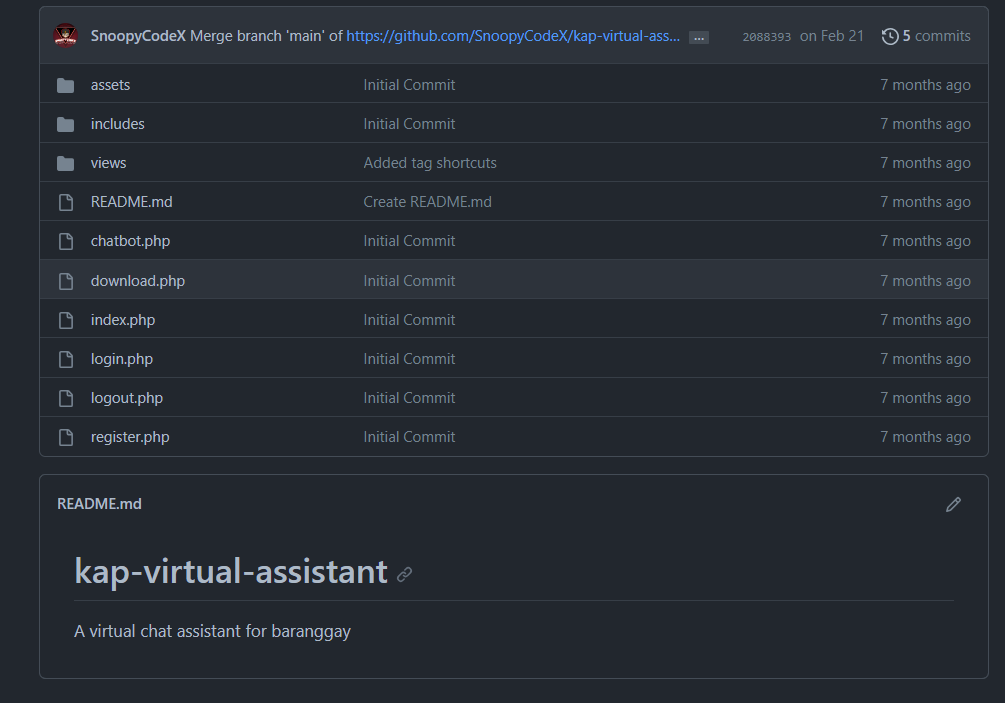 SnoopyCodeX Merge branch 'main' of https://github.com/SnoopyCodeX/kap-virtual-ass... ... 2088393 on Feb 21 5 commits
assets Initial Commit 7 months ago
includes Initial Commit 7 months ago
views Added tag shortcuts 7 months ago
README.md Create README.md 7 months ago
chatbot.php Initial Commit 7 months ago
download.php Initial Commit 7 months ago
index.php Initial Commit 7 months ago
login.php Initial Commit 7 months ago
logout.php Initial Commit 7 months ago
register.php Initial Commit 7 months ago
README.md
kap-virtual-assistant
A virtual chat assistant for baranggay